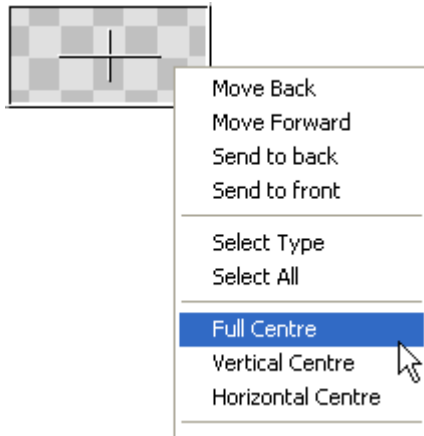 Move Back
Move Forward
Send to back
Send to front
Select Type
Select All
Full Centre
Vertical Centre
Horizontal Centre